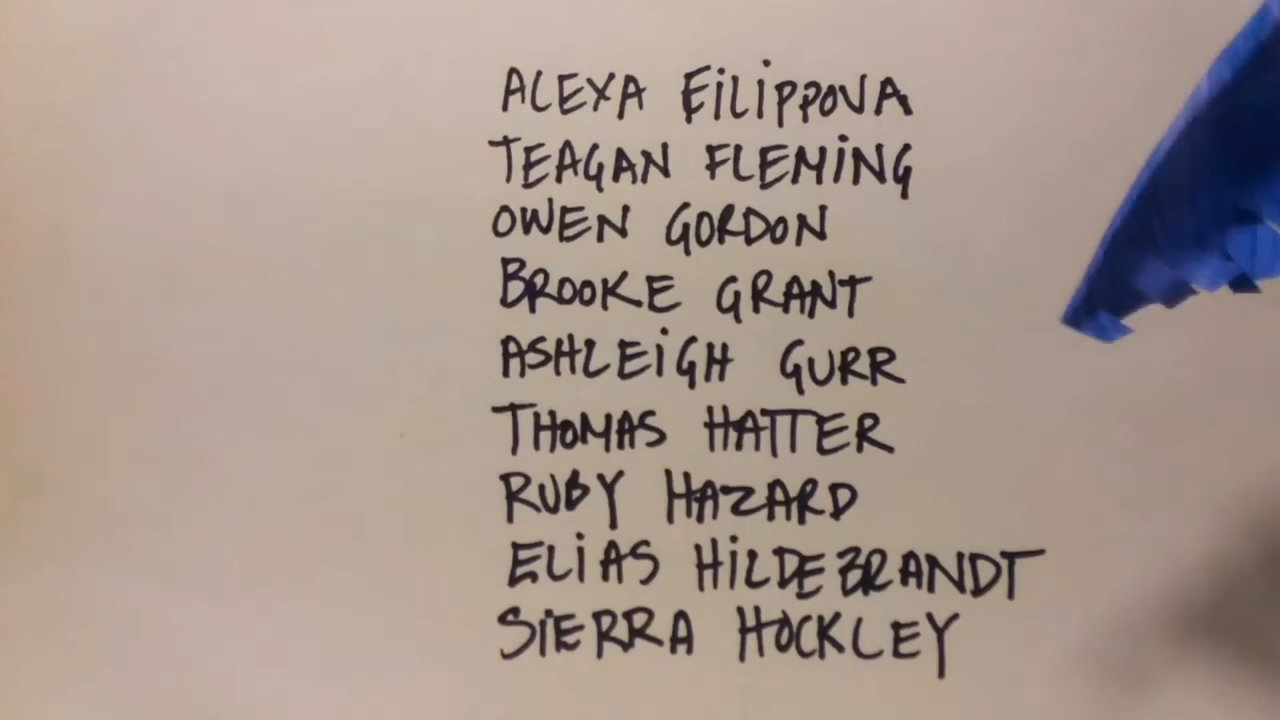 ALEXA FILIPPOVA
TEAGAN FLEMING
OWEN GORDON
BROOKE GRANT
ASHLEIGH GURR
THOMAS HATTER
RUBY HAZARD
ELIAS HILDEBRANDT
SIERRA HOCKLEY